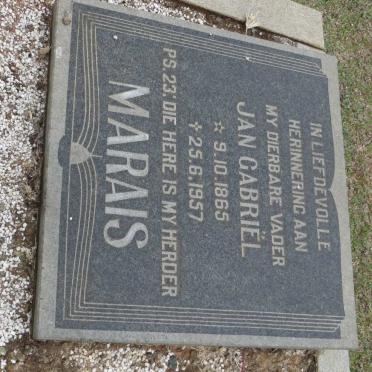 IN LIEFDEVOLLE
HERINNERING AAN
MY DIERBARE VADER
JAN GABRIËL
☆ 9.10.1865
✢ 25.6.1957
PS. 23: DIE HERE IS MY HERDER
MARAIS